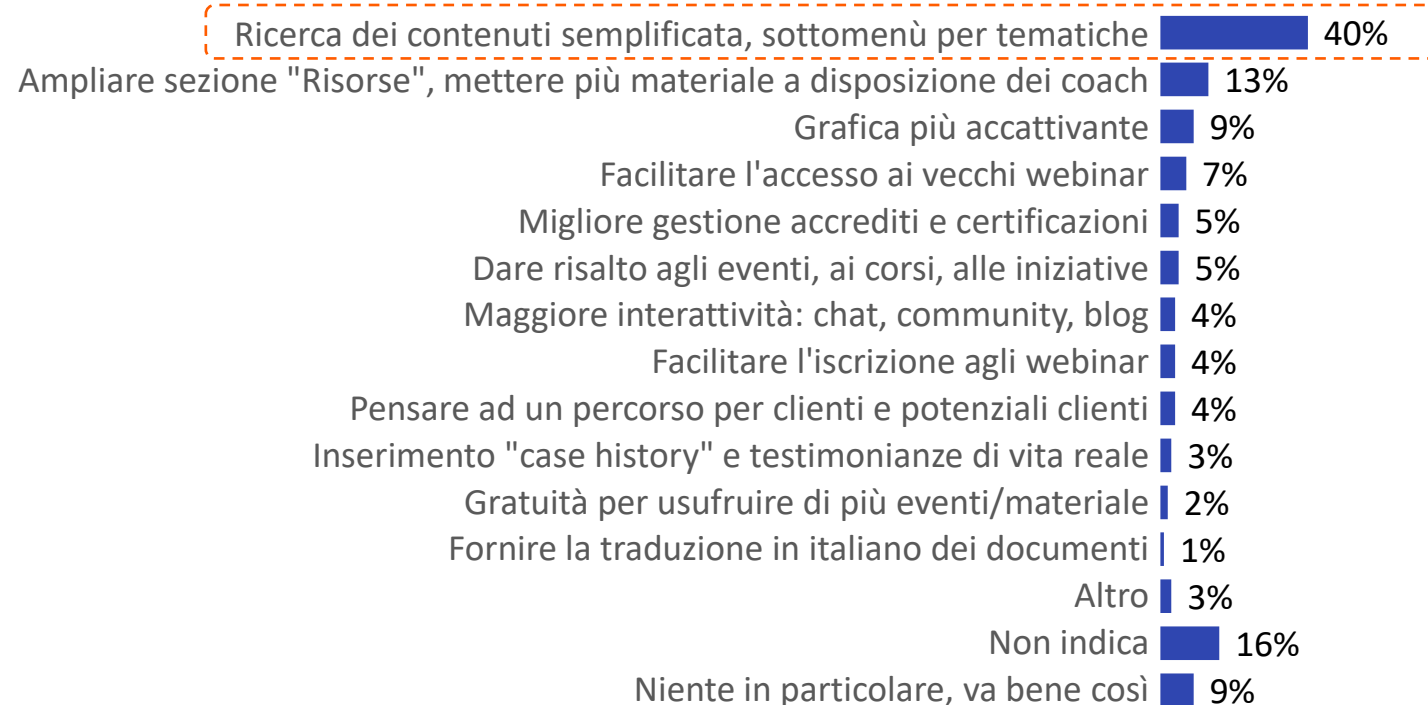 Ricerca dei contenuti semplificata, sottomenù per tematiche 40%
Ampliare sezione "Risorse", mettere più materiale a disposizione dei coach 13%
Grafica più accattivante 9%
Facilitare l'accesso ai vecchi webinar 7%
Migliore gestione accrediti e certificazioni 5%
Dare risalto agli eventi, ai corsi, alle iniziative 5%
Maggiore interattività: chat, community, blog 4%
Facilitare l'iscrizione agli webinar 4%
Pensare ad un percorso per clienti e potenziali clienti 4%
Inserimento "case history" e testimonianze di vita reale 3%
Gratuità per usufruire di più eventi/materiale 2%
Fornire la traduzione in italiano dei documenti 1%
Altro 3%
Non indica 16%
Niente in particolare, va bene così 9%